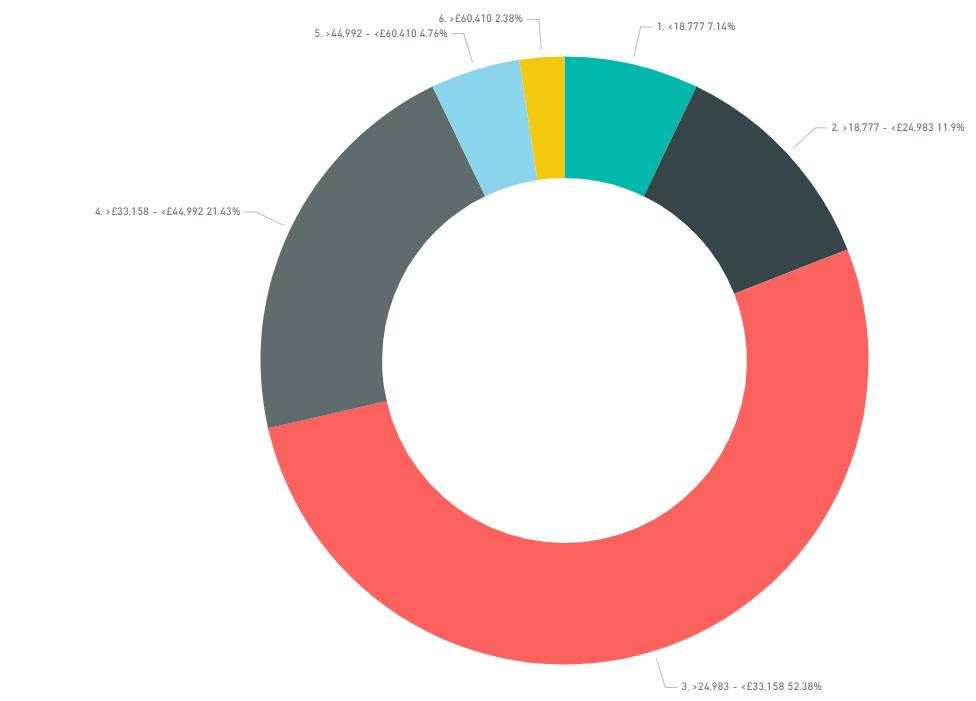 6. >£60,410 2.38%
1. <18,777 7.14%
5. >44,992 - <£60,410 4.76%
2. >18,777 - <£24,983 11.9%
4. >£33,158 - <£44,992 21.43%
3. >24,983 - <£33,158 52.38%